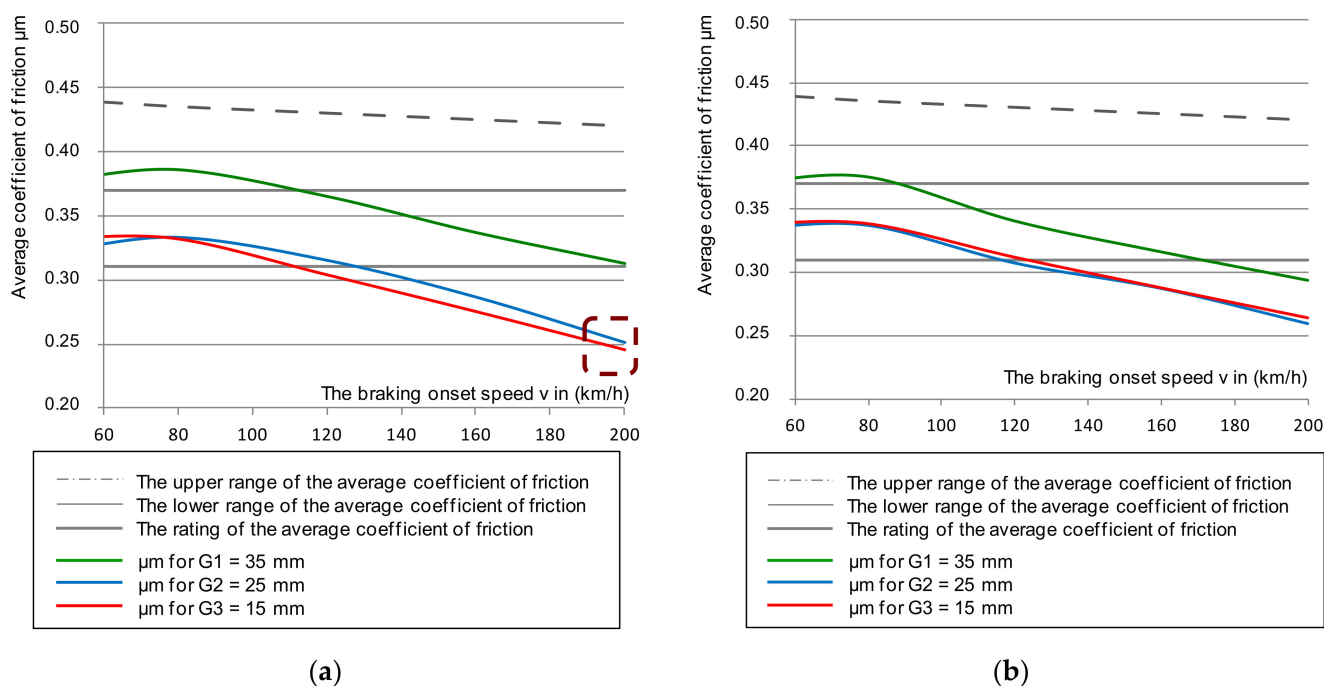 Average coefficient of friction µm
0.50
0.45
0.40
0.35
0.30
0.25
0.20
The braking onset speed v in (km/h)
60 80 100 120 140 160 180 200
The upper range of the average coefficient of friction
The lower range of the average coefficient of friction
The rating of the average coefficient of friction
µm for G1 = 35 mm
µm for G2 = 25 mm
µm for G3 = 15 mm
(a)
Average coefficient of friction µm
0.50
0.45
0.40
0.35
0.30
0.25
0.20
The braking onset speed v in (km/h)
60 80 100 120 140 160 180 200
The upper range of the average coefficient of friction
The lower range of the average coefficient of friction
The rating of the average coefficient of friction
µm for G1 = 35 mm
µm for G2 = 25 mm
µm for G3 = 15 mm
(b)